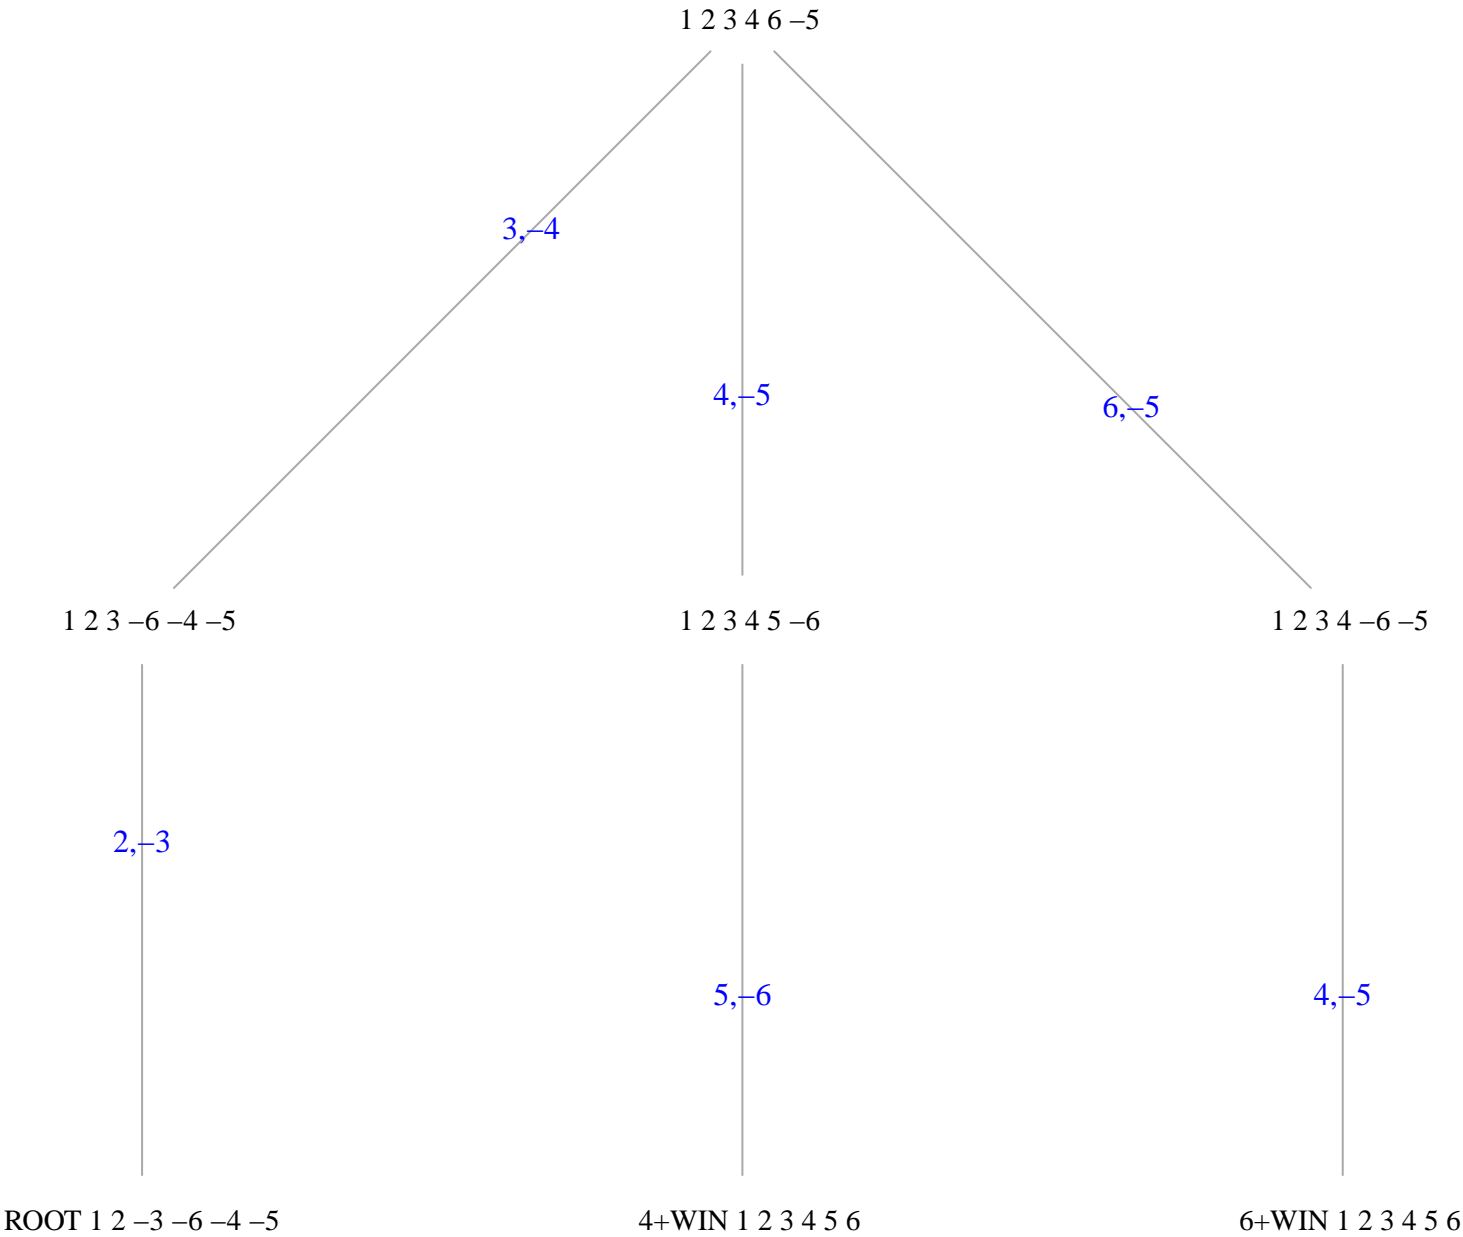 1 2 3 4 6 –5
3,–4
4,–5
6,–5
1 2 3 –6 –4 –5
1 2 3 4 5 –6
1 2 3 4 –6 –5
2,–3
5,–6
4,–5
ROOT 1 2 –3 –6 –4 –5
4+WIN 1 2 3 4 5 6
6+WIN 1 2 3 4 5 6